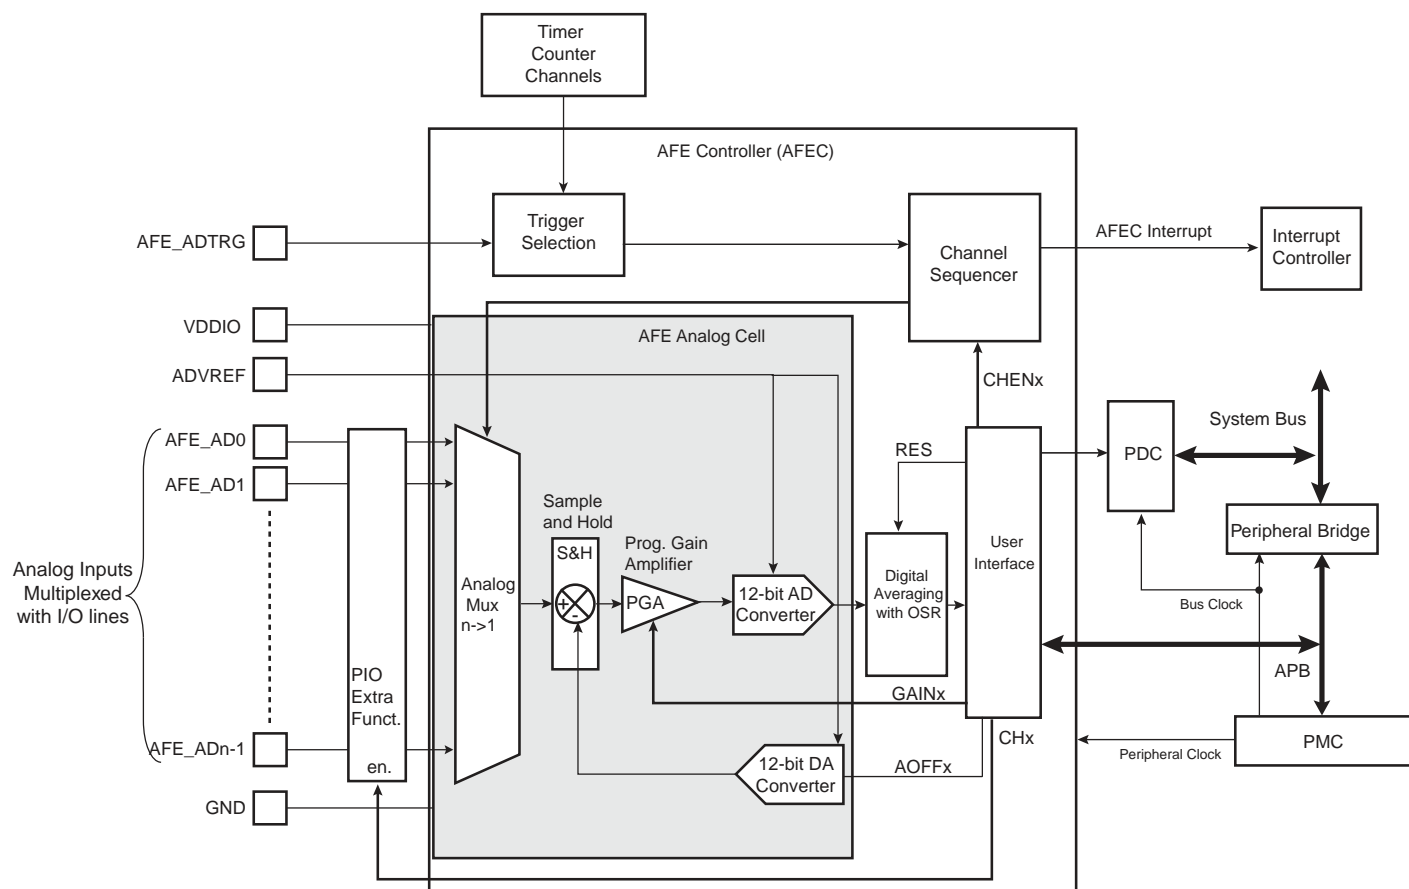 Timer
Counter
Channels
AFE Controller (AFEC)
Trigger
Selection
AFE_ADTRG
Channel
Sequencer
AFEC Interrupt
Interrupt
Controller
VDDIO
AFE Analog Cell
ADVREF
CHENx
AFE_AD0
AFE_AD1
System Bus
RES
PDC
Sample
and Hold
S&H
Prog. Gain
Amplifier
Peripheral Bridge
User
Interface
Analog Inputs
Multiplexed
with I/O lines
Analog
Mux
n->1
+
-
PGA
12-bit AD
Converter
Digital
Averaging
with OSR
Bus Clock
APB
PIO
Extra
Funct.
en.
GAINx
CHx
AFE_ADn-1
12-bit DA
Converter
AOFFx
Peripheral Clock
PMC
GND